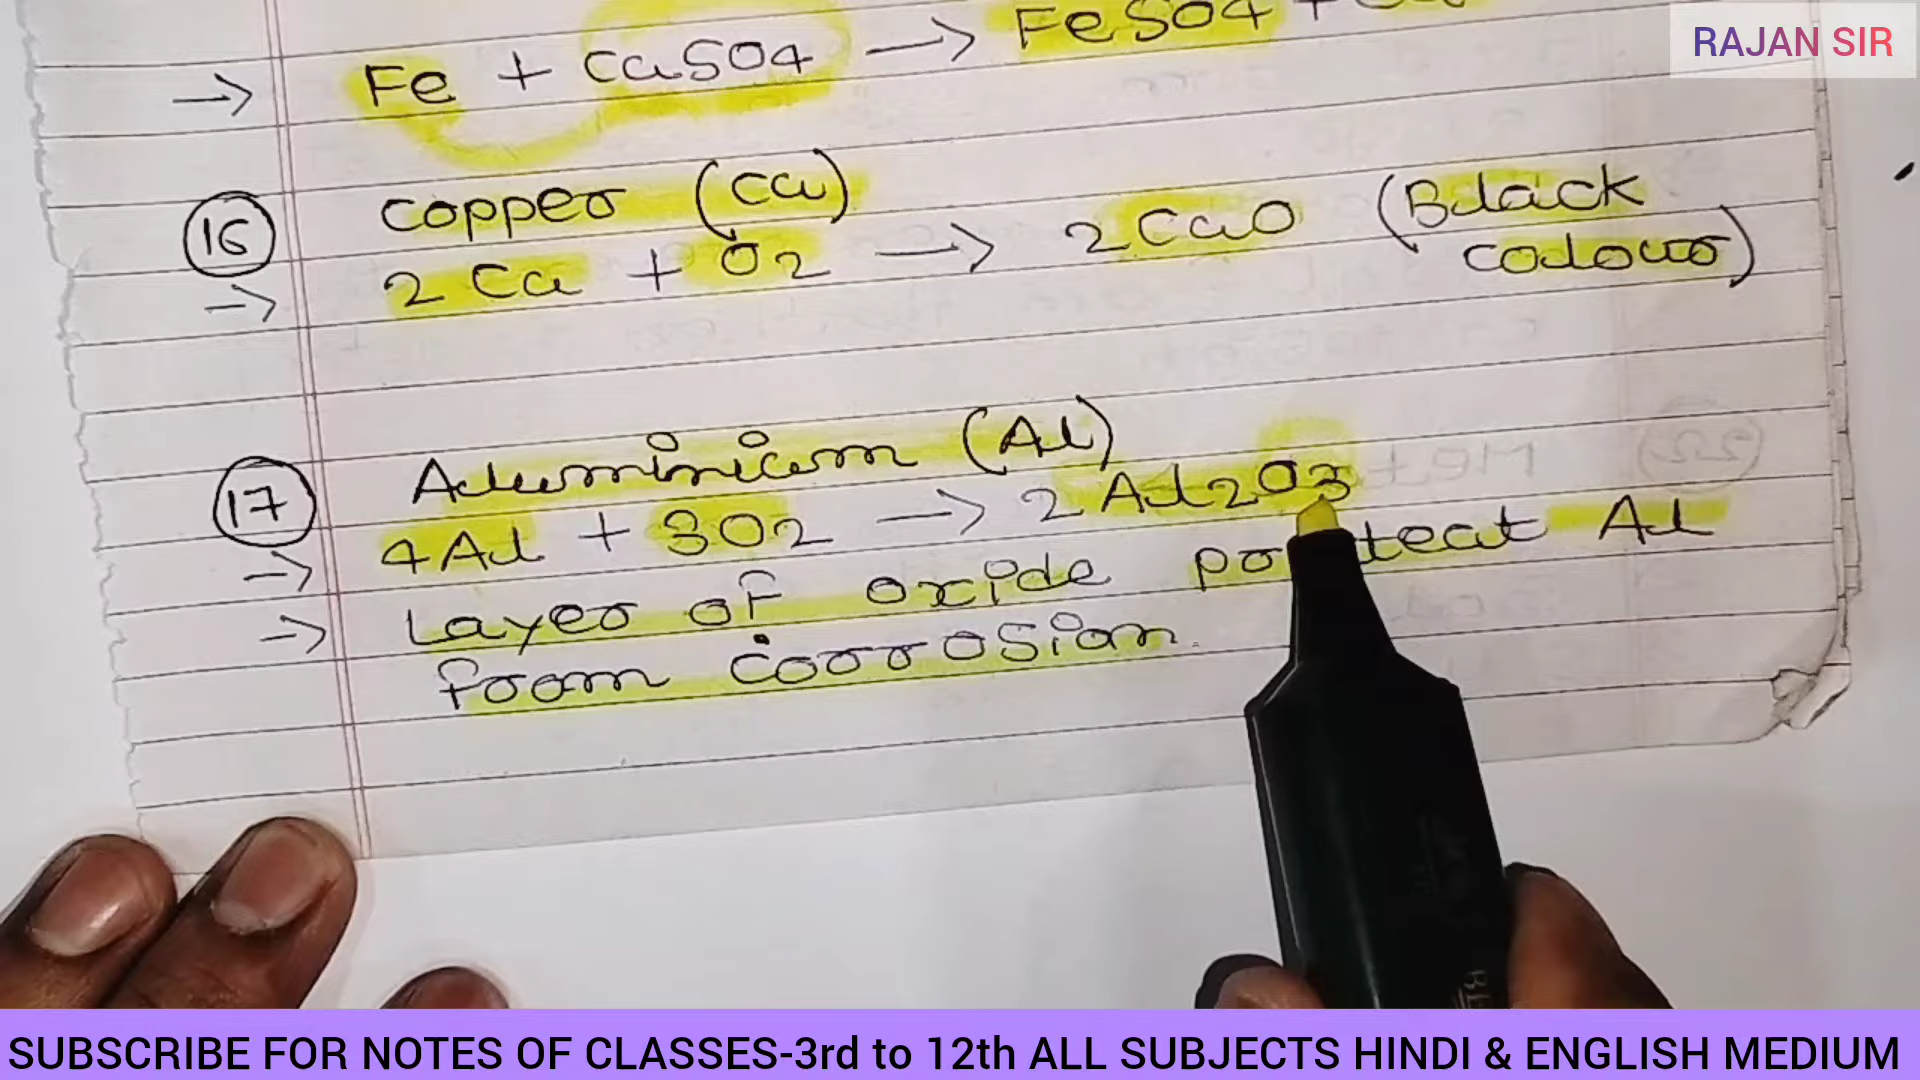 RAJAN SIR
→ Fe + CuSO4 → FeSO4 +
16 copper (Cu)
→ 2 Cu + O2 → 2CuO (Black colour)
17 Aluminium (Al)
→ 4Al + 3O2 → 2 Al2O3
→ Layer of oxide protect Al
from corrosion.
SUBSCRIBE FOR NOTES OF CLASSES-3rd to 12th ALL SUBJECTS HINDI & ENGLISH MEDIUM